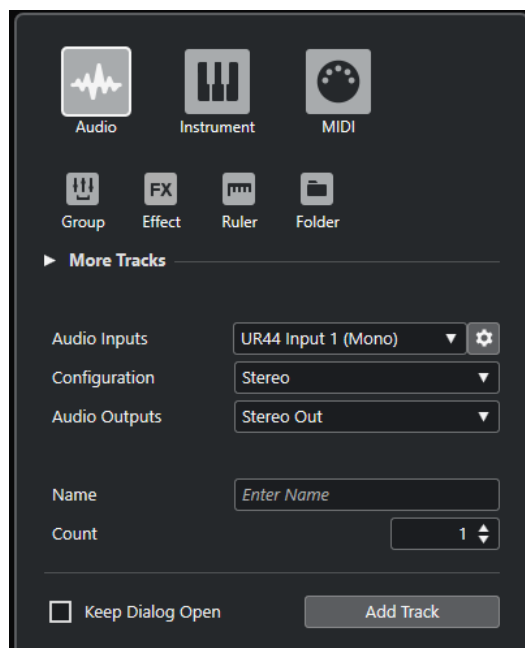 Audio Instrument MIDI
FX
Group Effect Ruler Folder
More Tracks
Audio Inputs UR44 Input 1 (Mono)
Configuration Stereo
Audio Outputs Stereo Out
Name Enter Name
Count 1
Keep Dialog Open Add Track